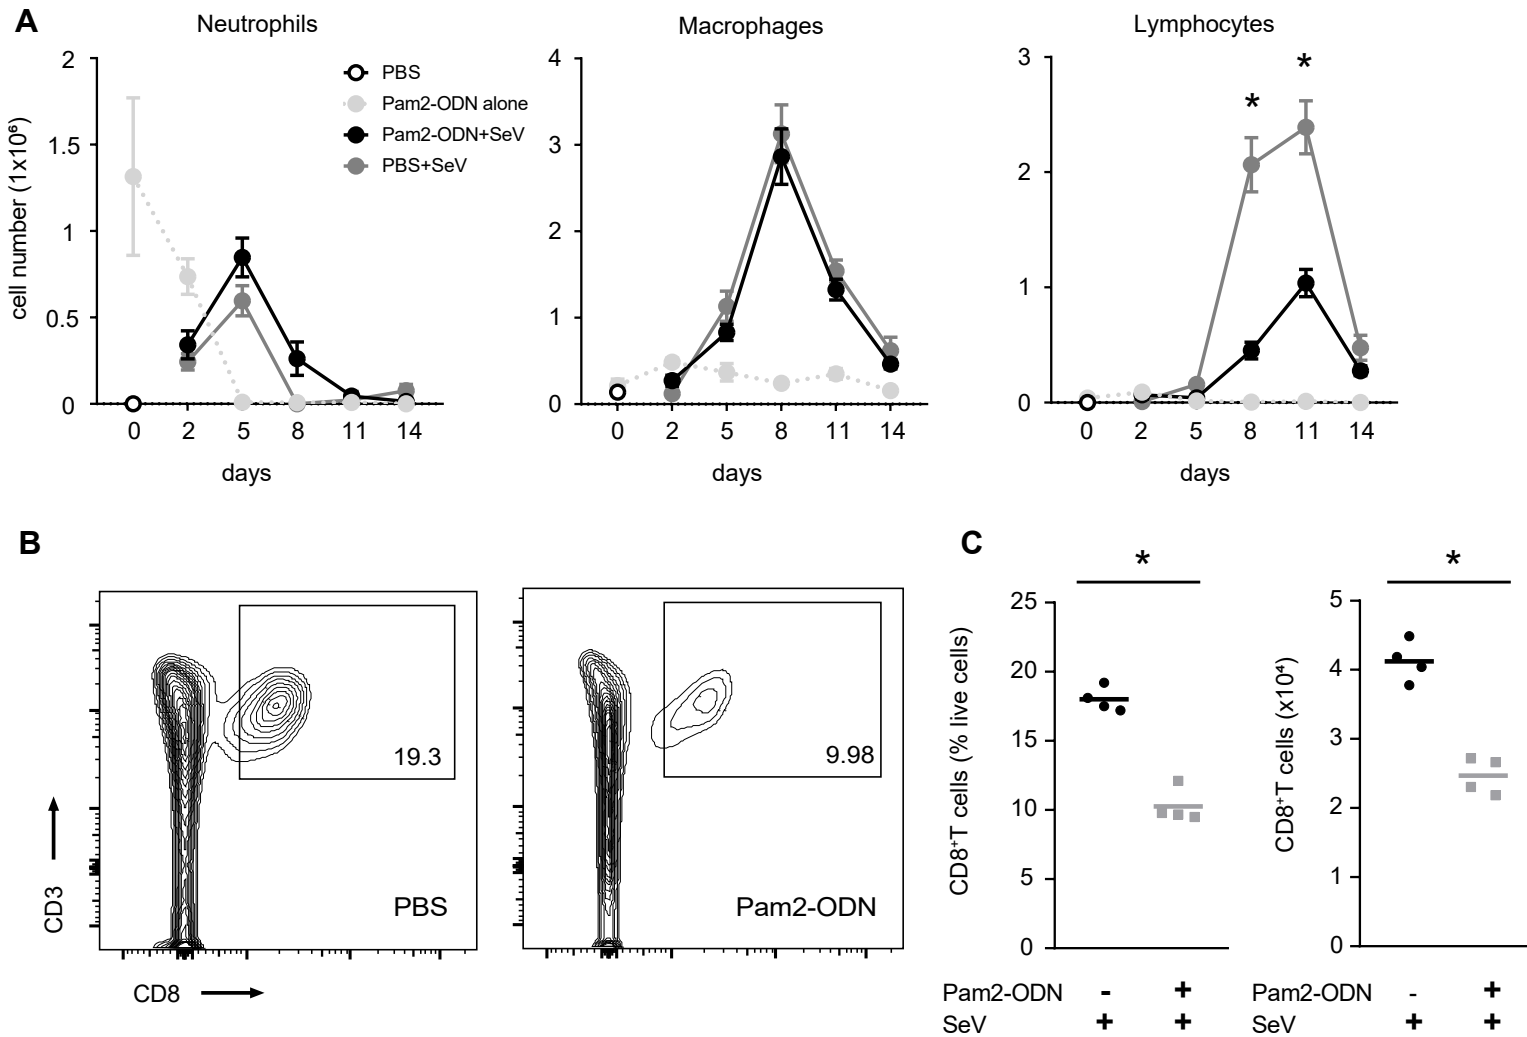 A
Neutrophils
Macrophages
Lymphocytes
PBS
Pam2-ODN alone
Pam2-ODN+SeV
PBS+SeV
cell number (1x10⁶)
2
1.5
1
0.5
0
0 2 5 8 11 14
days
4
3
2
1
0
0 2 5 8 11 14
days
* *
3
2
1
0
0 2 5 8 11 14
days
B
19.3
PBS
9.98
Pam2-ODN
CD3
CD8
C
*
CD8⁺T cells (% live cells)
25
20
15
10
5
0
Pam2-ODN - +
SeV + +
*
CD8⁺T cells (x10⁴)
5
4
3
2
1
0
Pam2-ODN - +
SeV + +